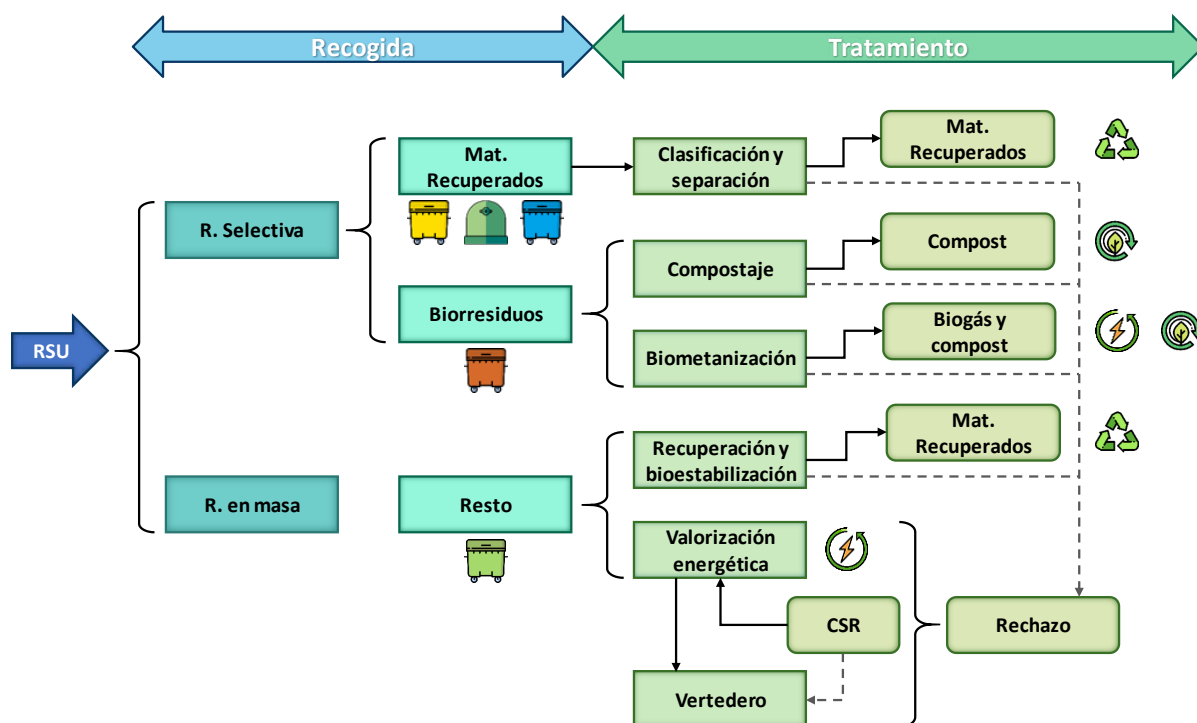 Recogida
Tratamiento
Mat.
Recuperados
Clasificación y
separación
Mat.
Recuperados
R. Selectiva
Compostaje
Compost
Biorresiduos
RSU
Biometanización
Biogás y
compost
Recuperación y
bioestabilización
Mat.
Recuperados
R. en masa
Resto
Valorización
energética
CSR
Rechazo
Vertedero